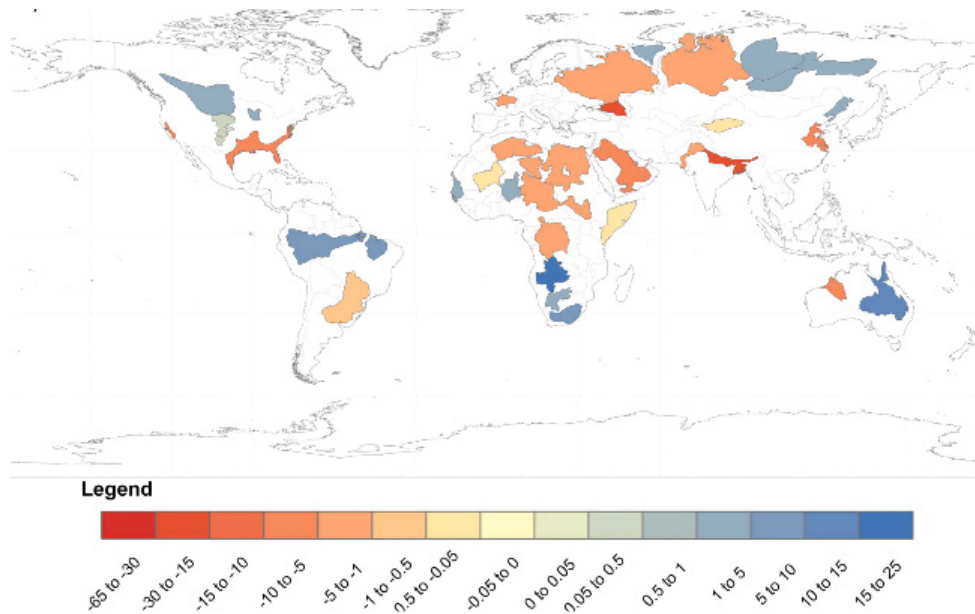 Legend
-65 to -30
-30 to -15
-15 to -10
-10 to -5
-5 to -1
-1 to -0.5
0.5 to -0.05
-0.05 to 0
0 to 0.05
0.05 to 0.5
0.5 to 1
1 to 5
5 to 10
10 to 15
15 to 25